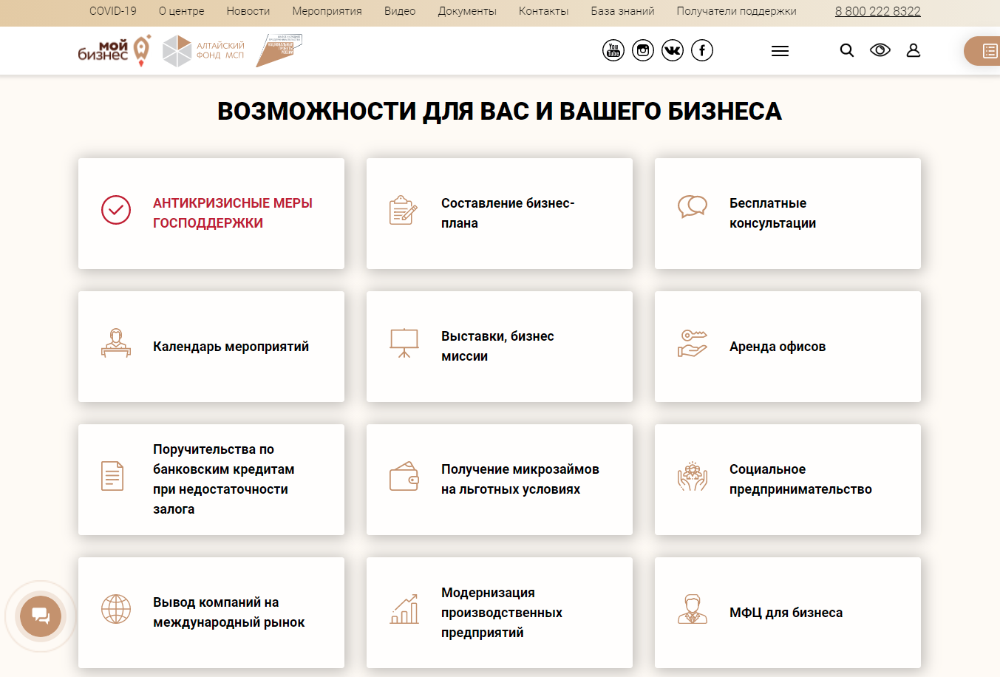 COVID-19 О центре Новости Мероприятия Видео Документы Контакты База знаний Получатели поддержки 8 800 222 8322
мой
бизнес
АЛТАЙСКИЙ
ФОНД МСП
НАЦИОНАЛЬНЫЕ
ПРОЕКТЫ
РОССИИ
You
Tube
ВОЗМОЖНОСТИ ДЛЯ ВАС И ВАШЕГО БИЗНЕСА
АНТИКРИЗИСНЫЕ МЕРЫ
ГОСПОДДЕРЖКИ
Составление бизнес-
плана
Бесплатные
консультации
Календарь мероприятий
Выставки, бизнес
миссии
Аренда офисов
Поручительства по
банковским кредитам
при недостаточности
залога
Получение микрозаймов
на льготных условиях
Социальное
предпринимательство
Вывод компаний на
международный рынок
Модернизация
производственных
предприятий
МФЦ для бизнеса